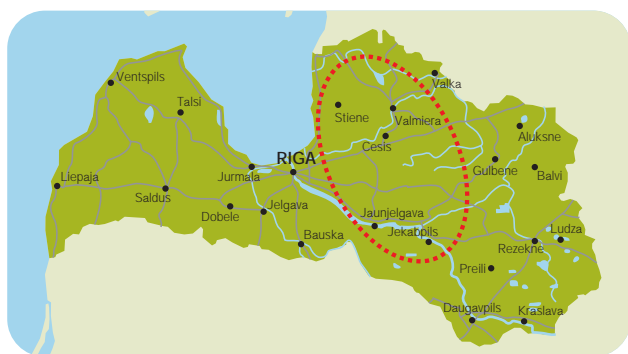 Ventspils
Talsi
Stiene
Valka
Valmiera
Cesis
Aluksne
RIGA
Gulbene
Balvi
Liepaja
Jurmala
Saldus
Dobele
Jelgava
Jaunjelgava
Jekabpils
Bauska
Ludza
Rezekne
Preili
Daugavpils
Kraslava